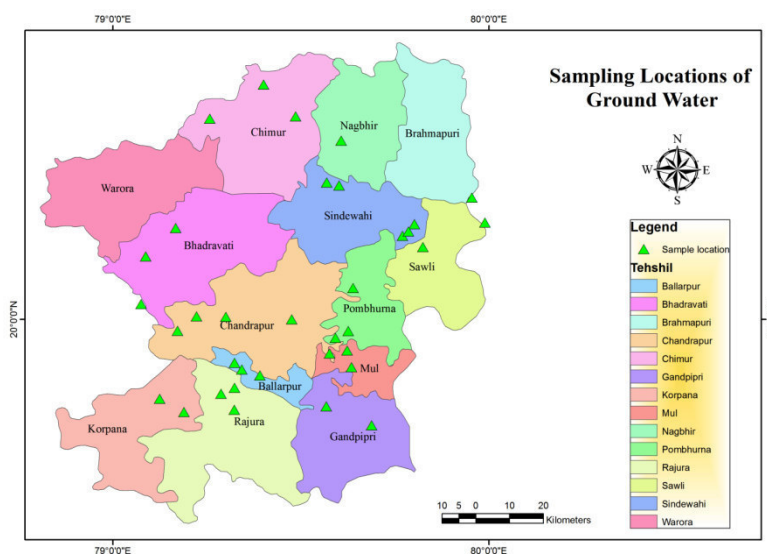 79°0'0"E
80°0'0"E
Sampling Locations of
Ground Water
N
W
E
S
Chimur
Nagbhir
Brahmapuri
Warora
Sindewahi
Bhadravati
Sawli
20°0'0"N
20°0'0"N
Pombhurna
Chandrapur
Mul
Ballarpur
Rajura
Korpana
Gandpipri
Legend
Sample location
Tehshil
Ballarpur
Bhadravati
Brahmapuri
Chandrapur
Chimur
Gandpipri
Korpana
Mul
Nagbhir
Pombhurna
Rajura
Sawli
Sindewahi
Warora
10 5 0 10 20
Kilometers
79°0'0"E
80°0'0"E